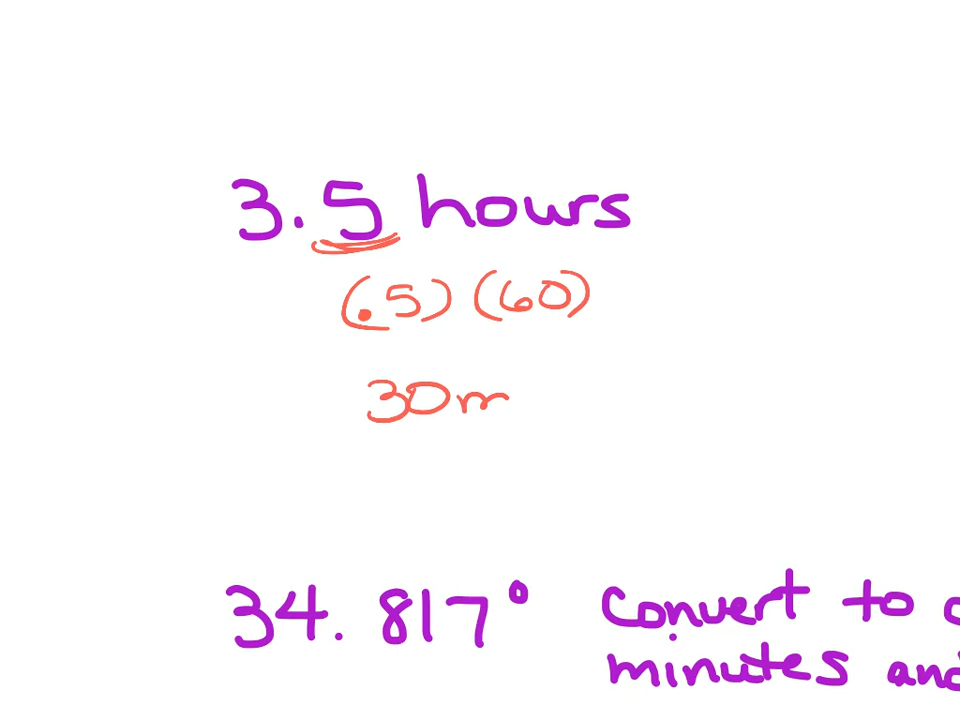 3.5 hours
(.5)(60)
30m
34.817° Convert to
minutes and